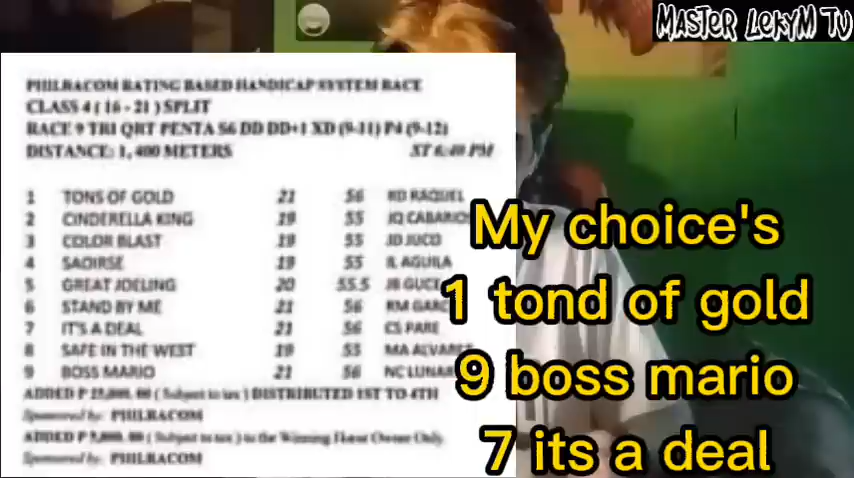 MASTER LEKYM TV
PHILRACOM RATING BASED HANDICAP SYSTEM RACE
CLASS 4 ( 16 - 21 ) SPLIT
RACE 9 TRI QRT PENTA S6 DD DD+1 XD (9-11) P4 (9-12)
DISTANCE: 1, 400 METERS ST 6:40 PM
1 TONS OF GOLD 21 56 RD RAQUEL
2 CINDERELLA KING 19 55 JQ
3 COLOR BLAST 19 55 JD JUCO
4 SAOIRSE 19 55 IL AGUILA
5 GREAT JOELING 20 55.5 JB
6 STAND BY ME 21 56 RM
7 IT'S A DEAL 21 56 CS PARE
8 SAFE IN THE WEST 19 55 MA
9 BOSS MARIO 21 56 NC
ADDED P 25,000. 00 ( Subject to tax ) DISTRIBUTED 1ST TO 4TH
Sponsored by: PHILRACOM
ADDED P 5,000. 00 ( Subject to tax ) to the Winning Horse Owner Only
Sponsored by: PHILRACOM
My choice's
1 tond of gold
9 boss mario
7 its a deal